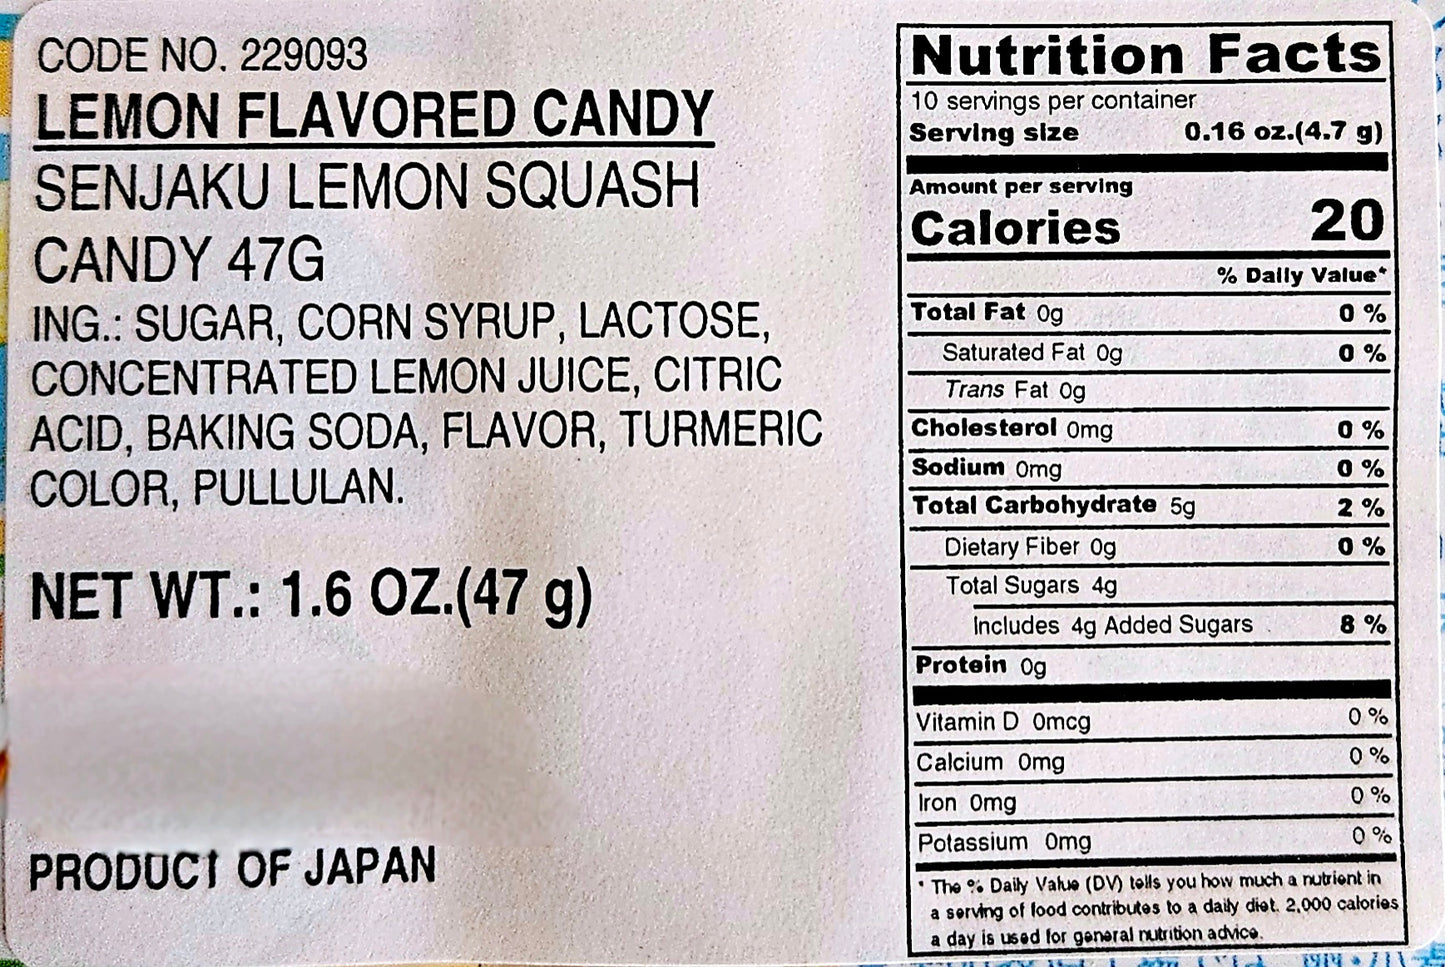 CODE NO. 229093
LEMON FLAVORED CANDY
SENJAKU LEMON SQUASH
CANDY 47G
ING.: SUGAR, CORN SYRUP, LACTOSE,
CONCENTRATED LEMON JUICE, CITRIC
ACID, BAKING SODA, FLAVOR, TURMERIC
COLOR, PULLULAN.
NET WT.: 1.6 OZ.(47 g)
PRODUCT OF JAPAN
Nutrition Facts
10 servings per container
Serving size 0.16 oz.(4.7 g)
Amount per serving
Calories 20
% Daily Value*
Total Fat 0g 0 %
Saturated Fat 0g 0 %
Trans Fat 0g
Cholesterol 0mg 0 %
Sodium 0mg 0 %
Total Carbohydrate 5g 2 %
Dietary Fiber 0g 0 %
Total Sugars 4g
Includes 4g Added Sugars 8 %
Protein 0g
Vitamin D 0mcg 0 %
Calcium 0mg 0 %
Iron 0mg 0 %
Potassium 0mg 0 %
* The % Daily Value (DV) tells you how much a nutrient in
a serving of food contributes to a daily diet. 2,000 calories
a day is used for general nutrition advice.